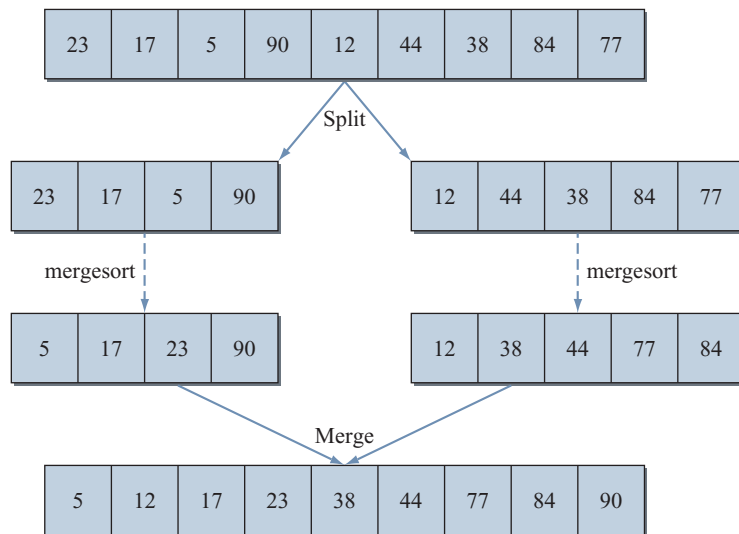 23 17 5 90 12 44 38 84 77
Split
23 17 5 90
12 44 38 84 77
mergesort
mergesort
5 17 23 90
12 38 44 77 84
Merge
5 12 17 23 38 44 77 84 90